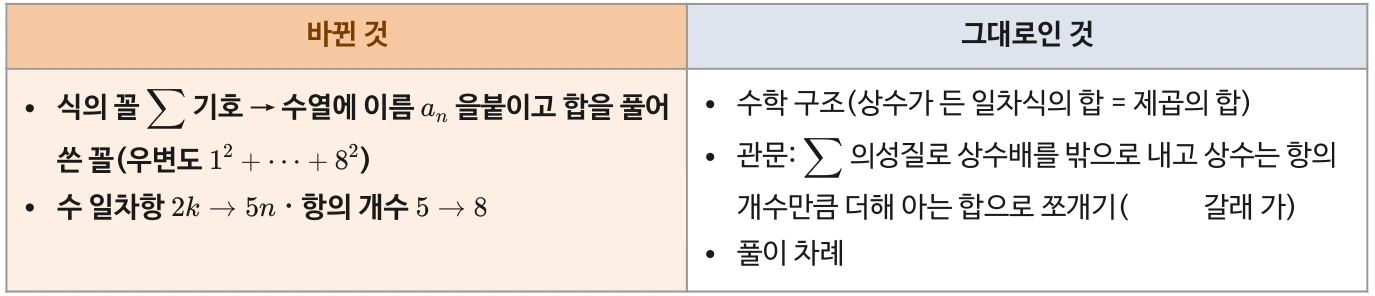 바뀐 것
그대로인 것
• 식의 꼴 ∑ 기호 → 수열에 이름 aₙ 을붙이고 합을 풀어
쓴 꼴(우변도 1² + ⋯ + 8²)
• 수 일차항 2k → 5n · 항의 개수 5 → 8
• 수학 구조(상수가 든 일차식의 합 = 제곱의 합)
• 관문: ∑ 의성질로 상수배를 밖으로 내고 상수는 항의
개수만큼 더해 아는 합으로 쪼개기( 갈래 가)
• 풀이 차례